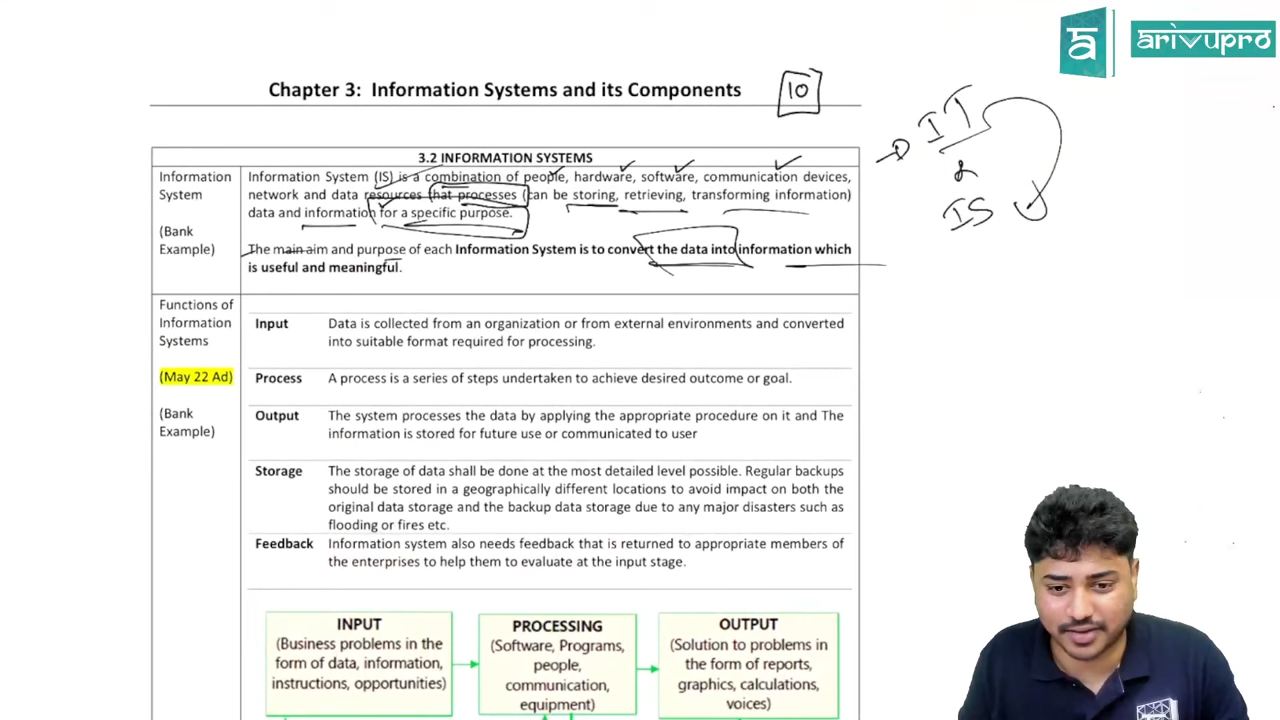 ā
arivupro
Chapter 3: Information Systems and its Components
10
IT
&
IS
3.2 INFORMATION SYSTEMS
Information
System
(Bank
Example)
Information System (IS) is a combination of people, hardware, software, communication devices,
network and data resources that processes (can be storing, retrieving, transforming information)
data and information for a specific purpose.
The main aim and purpose of each Information System is to convert the data into information which
is useful and meaningful.
Functions of
Information
Systems
(May 22 Ad)
(Bank
Example)
Input Data is collected from an organization or from external environments and converted
into suitable format required for processing.
Process A process is a series of steps undertaken to achieve desired outcome or goal.
Output The system processes the data by applying the appropriate procedure on it and The
information is stored for future use or communicated to user
Storage The storage of data shall be done at the most detailed level possible. Regular backups
should be stored in a geographically different locations to avoid impact on both the
original data storage and the backup data storage due to any major disasters such as
flooding or fires etc.
Feedback Information system also needs feedback that is returned to appropriate members of
the enterprises to help them to evaluate at the input stage.
INPUT
(Business problems in the
form of data, information,
instructions, opportunities)
PROCESSING
(Software, Programs,
people,
communication,
equipment)
OUTPUT
(Solution to problems in
the form of reports,
graphics, calculations,
voices)